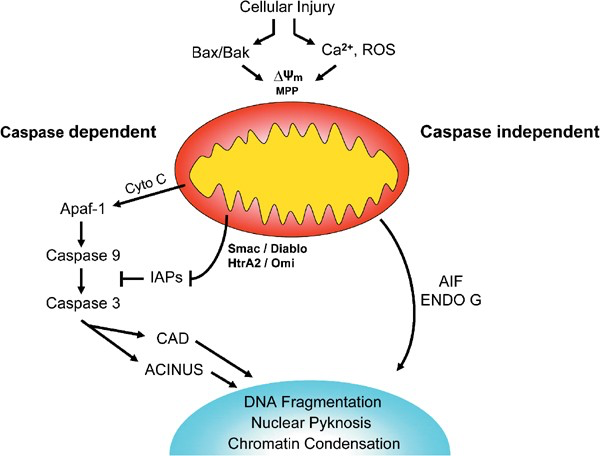 Cellular Injury
Bax/Bak
Ca²⁺, ROS
ΔΨm
MPP
Caspase dependent
Caspase independent
Cyto C
Apaf-1
Caspase 9
Smac / Diablo
HtrA2 / Omi
IAPs
Caspase 3
AIF
ENDO G
CAD
ACINUS
DNA Fragmentation
Nuclear Pyknosis
Chromatin Condensation